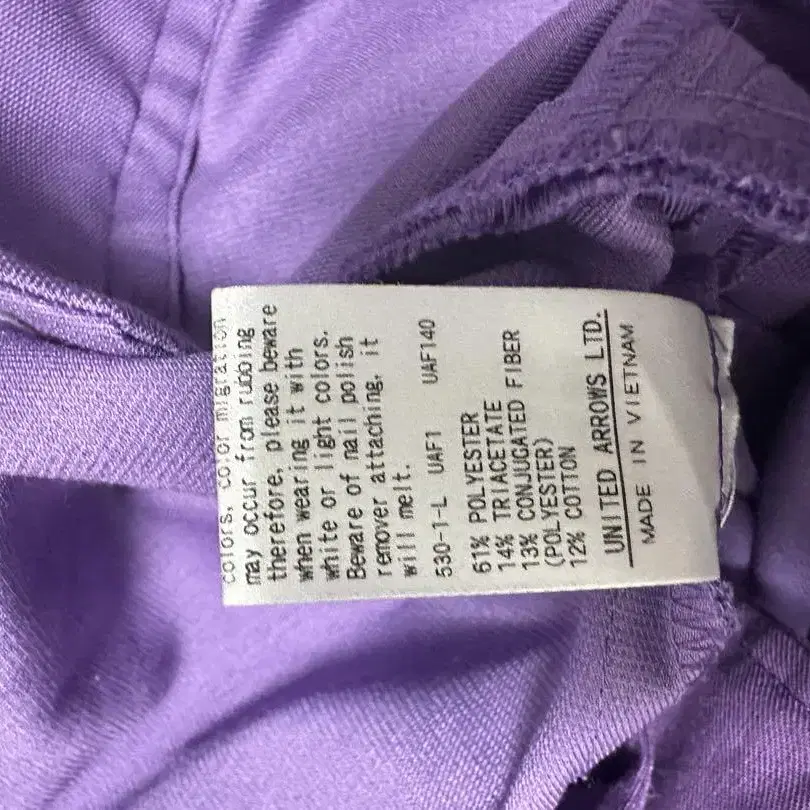 colors, color migration
may occur from rubbing
therefore, please beware
when wearing it with
white or light colors.
Beware of nail polish
remover attaching, it
will melt.
530-1-L UAF1 UAF140
61% POLYESTER
14% TRIACETATE
13% CONJUGATED FIBER
(POLYESTER)
12% COTTON
UNITED ARROWS LTD.
MADE IN VIETNAM